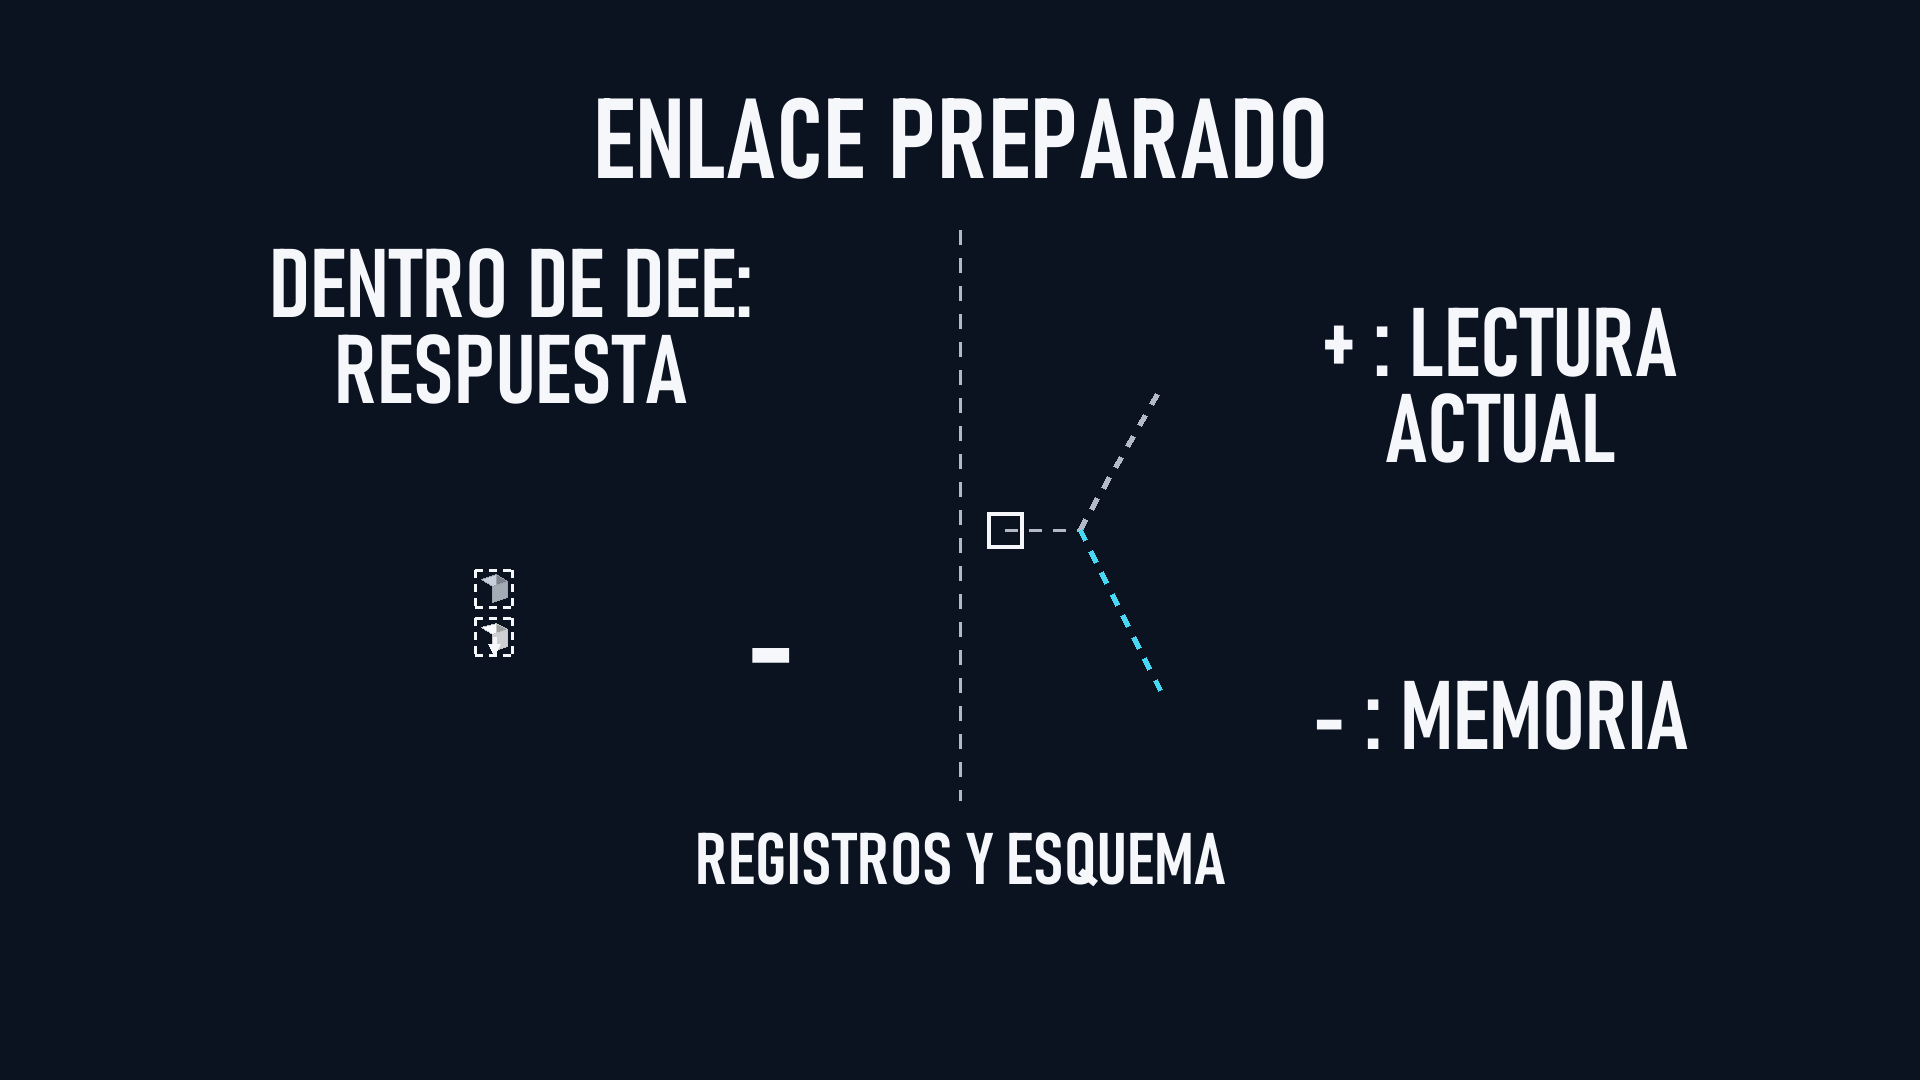 ENLACE PREPARADO
DENTRO DE DEE:
RESPUESTA
-
+ : LECTURA
ACTUAL
- : MEMORIA
REGISTROS Y ESQUEMA